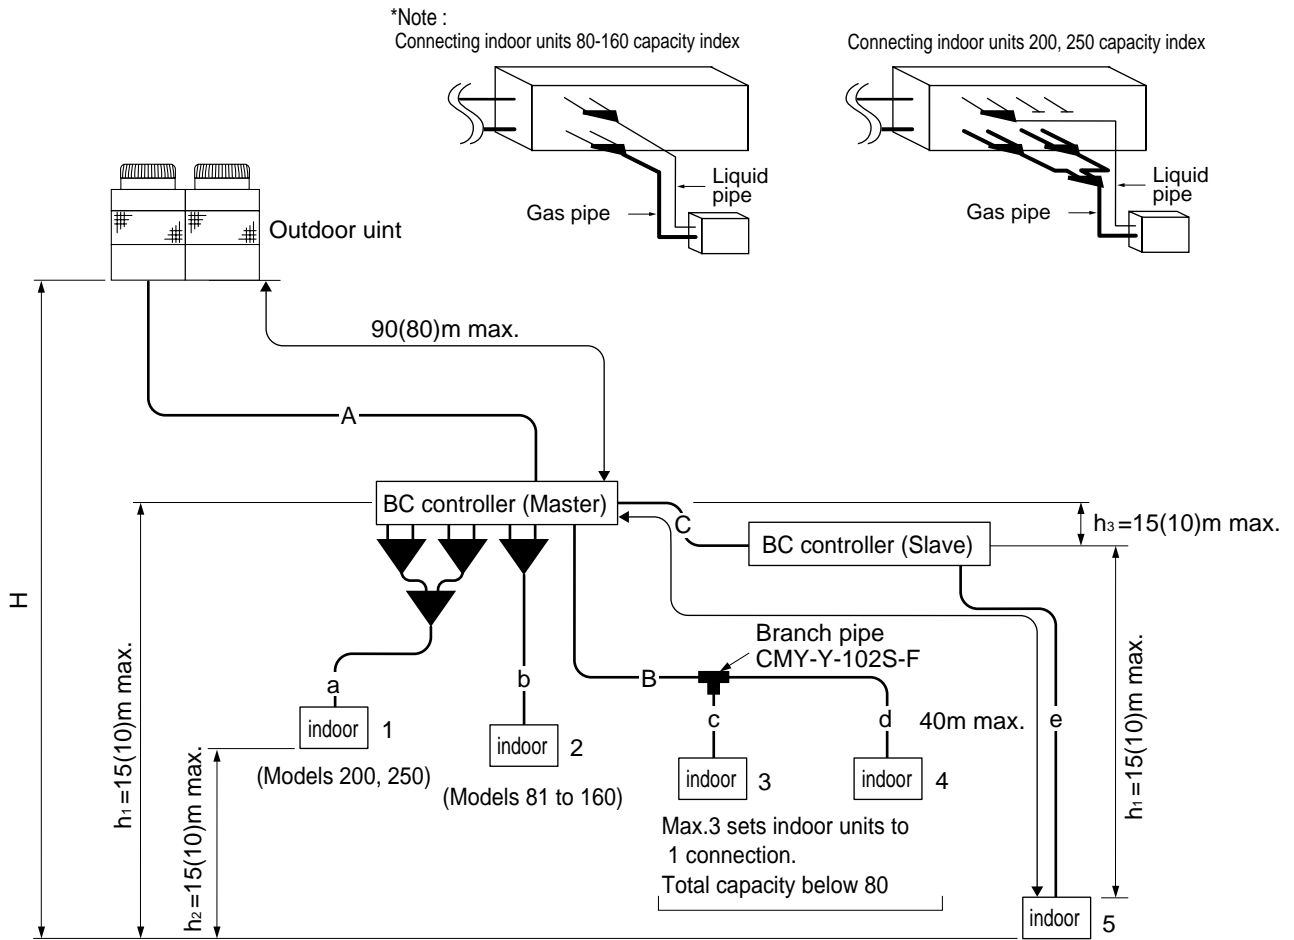 *Note :
Connecting indoor units 80-160 capacity index
Connecting indoor units 200, 250 capacity index
Liquid
pipe
Gas pipe
Liquid
pipe
Gas pipe
Outdoor uint
90(80)m max.
A
BC controller (Master)
C
h3=15(10)m max.
BC controller (Slave)
H
h1=15(10)m max.
h2=15(10)m max.
Branch pipe
CMY-Y-102S-F
a
b
B
c
d
40m max.
e
h1=15(10)m max.
indoor 1
(Models 200, 250)
indoor 2
(Models 81 to 160)
indoor 3
indoor 4
Max.3 sets indoor units to
1 connection.
Total capacity below 80
indoor 5